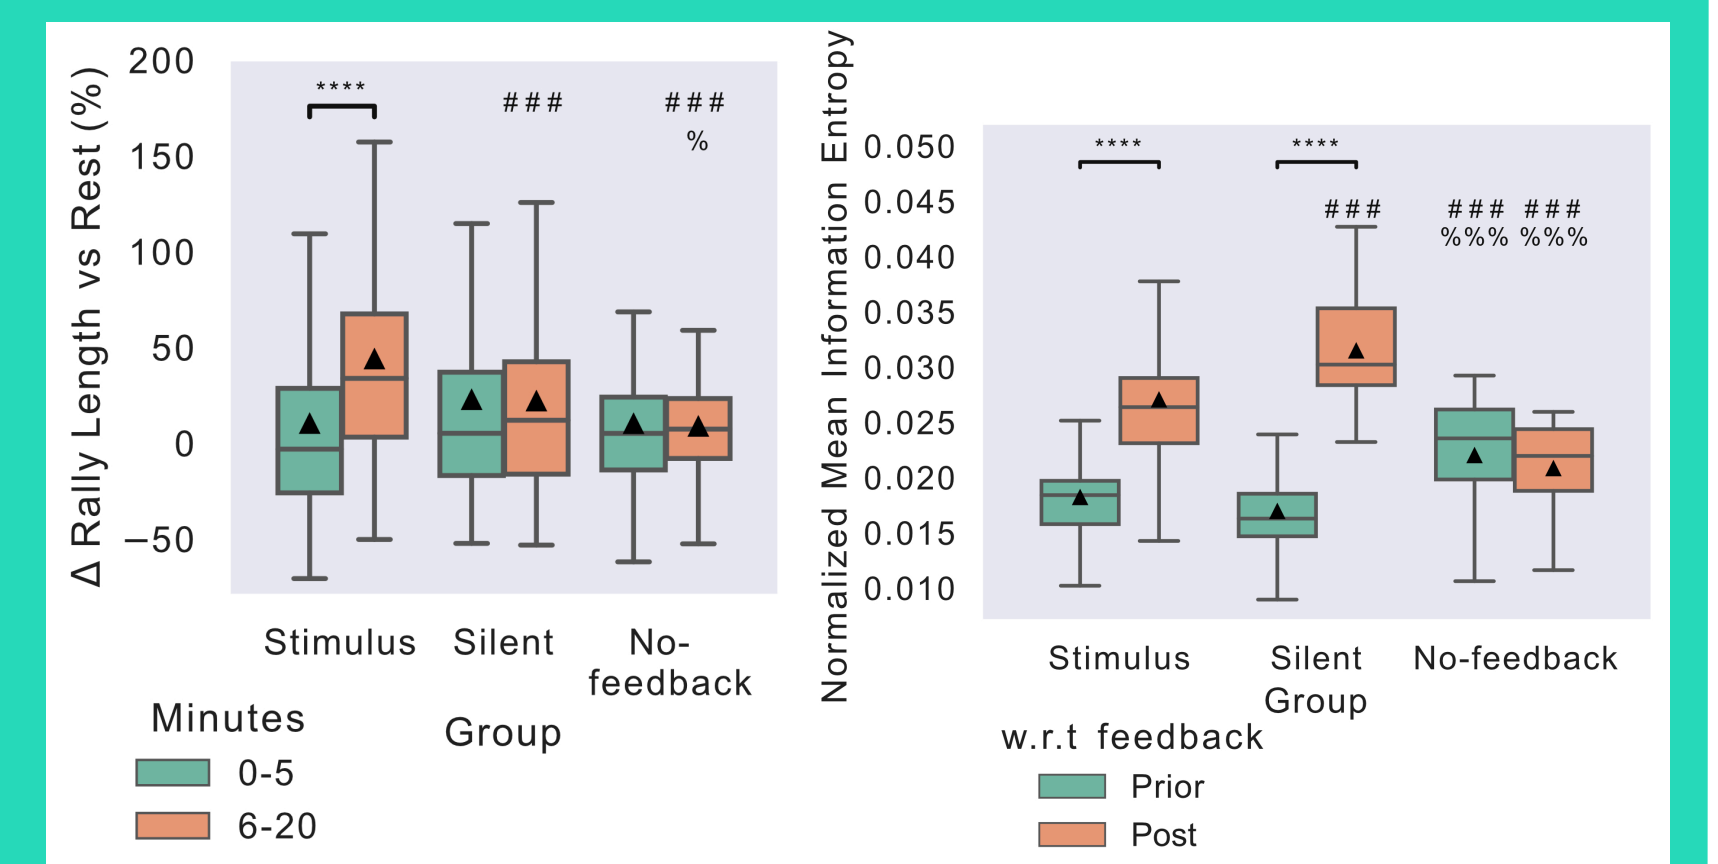 Δ Rally Length vs Rest (%)
200
150
100
50
0
–50
****
###
###
%
Stimulus
Silent
No-
feedback
Group
Minutes
0-5
6-20
Normalized Mean Information Entropy
0.050
0.045
0.040
0.035
0.030
0.025
0.020
0.015
0.010
****
****
###
### ###
%%% %%%
Stimulus
Silent
No-feedback
Group
w.r.t feedback
Prior
Post